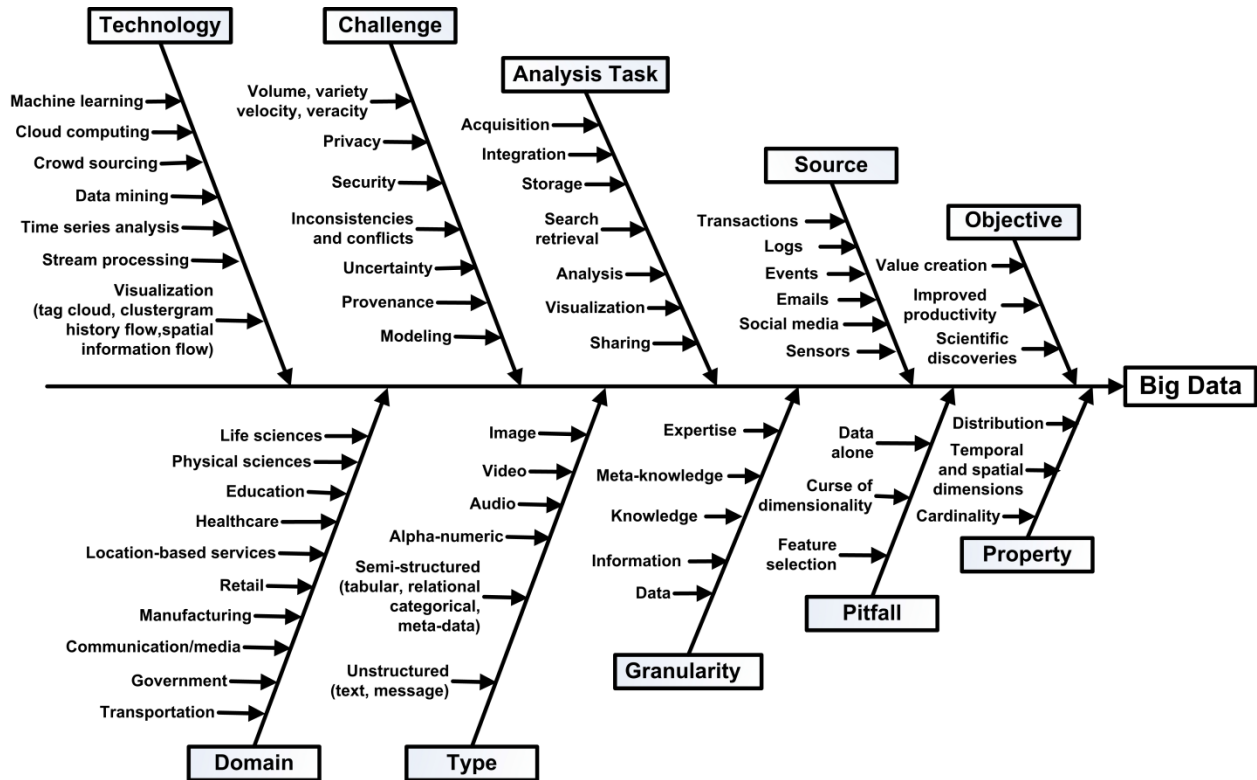 Technology
Machine learning
Cloud computing
Crowd sourcing
Data mining
Time series analysis
Stream processing
Visualization
(tag cloud, clustergram
history flow,spatial
information flow)
Challenge
Volume, variety
velocity, veracity
Privacy
Security
Inconsistencies
and conflicts
Uncertainty
Provenance
Modeling
Analysis Task
Acquisition
Integration
Storage
Search
retrieval
Analysis
Visualization
Sharing
Source
Transactions
Logs
Events
Emails
Social media
Sensors
Objective
Value creation
Improved
productivity
Scientific
discoveries
Big Data
Life sciences
Physical sciences
Education
Healthcare
Location-based services
Retail
Manufacturing
Communication/media
Government
Transportation
Domain
Image
Video
Audio
Alpha-numeric
Semi-structured
(tabular, relational
categorical,
meta-data)
Unstructured
(text, message)
Type
Expertise
Meta-knowledge
Knowledge
Information
Data
Granularity
Data
alone
Curse of
dimensionality
Feature
selection
Pitfall
Distribution
Temporal
and spatial
dimensions
Cardinality
Property